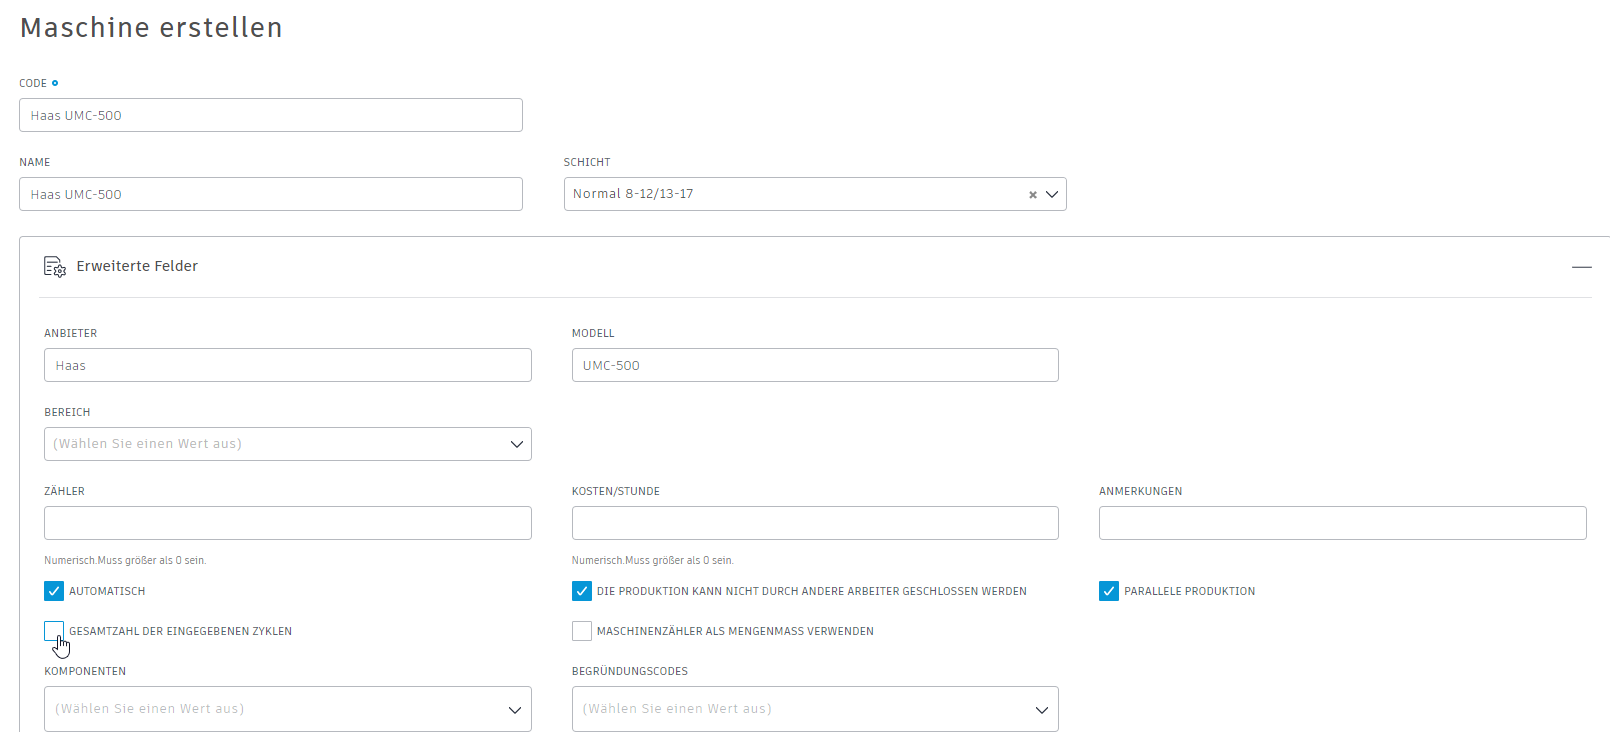 Maschine erstellen
CODE
Haas UMC-500
NAME
SCHICHT
Haas UMC-500
Normal 8-12/13-17
Erweiterte Felder
ANBIETER
MODELL
Haas
UMC-500
BEREICH
(Wählen Sie einen Wert aus)
ZÄHLER
KOSTEN/STUNDE
ANMERKUNGEN
Numerisch.Muss größer als 0 sein.
Numerisch.Muss größer als 0 sein.
AUTOMATISCH
DIE PRODUKTION KANN NICHT DURCH ANDERE ARBEITER GESCHLOSSEN WERDEN
PARALLELE PRODUKTION
GESAMTZAHL DER EINGEGEBENEN ZYKLEN
MASCHINENZÄHLER ALS MENGENMASS VERWENDEN
KOMPONENTEN
BEGRÜNDUNGSCODES
(Wählen Sie einen Wert aus)
(Wählen Sie einen Wert aus)